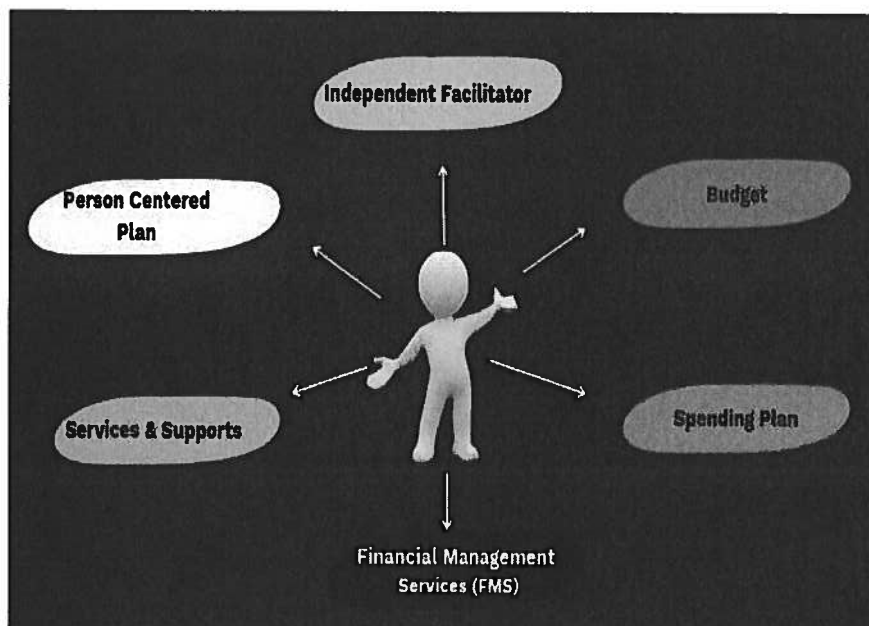 Independent Facilitator
Person Centered
Plan
Budget
Services & Supports
Spending Plan
Financial Management
Services (FMS)